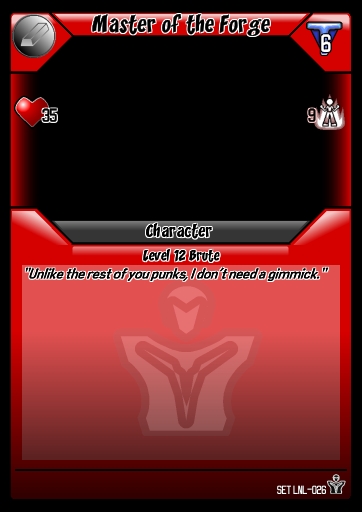 Master of the Forge
6
35
9
Character
Level 12 Brute
"Unlike the rest of you punks, I don't need a gimmick."
SET LNL-026